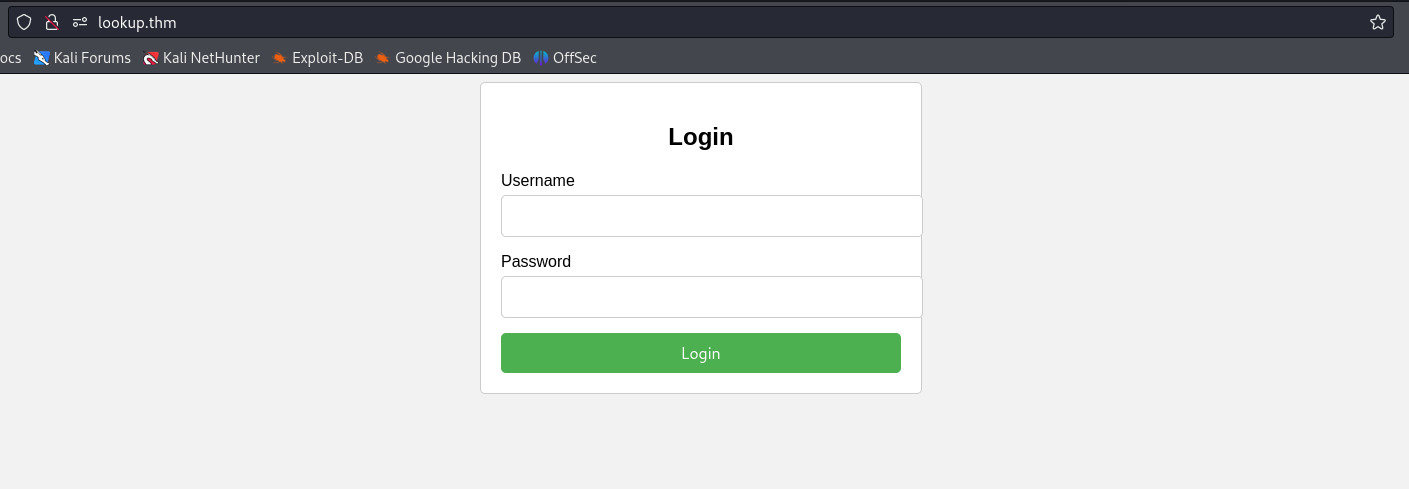 lookup.thm
ocs Kali Forums Kali NetHunter Exploit-DB Google Hacking DB OffSec
Login
Username
Password
Login